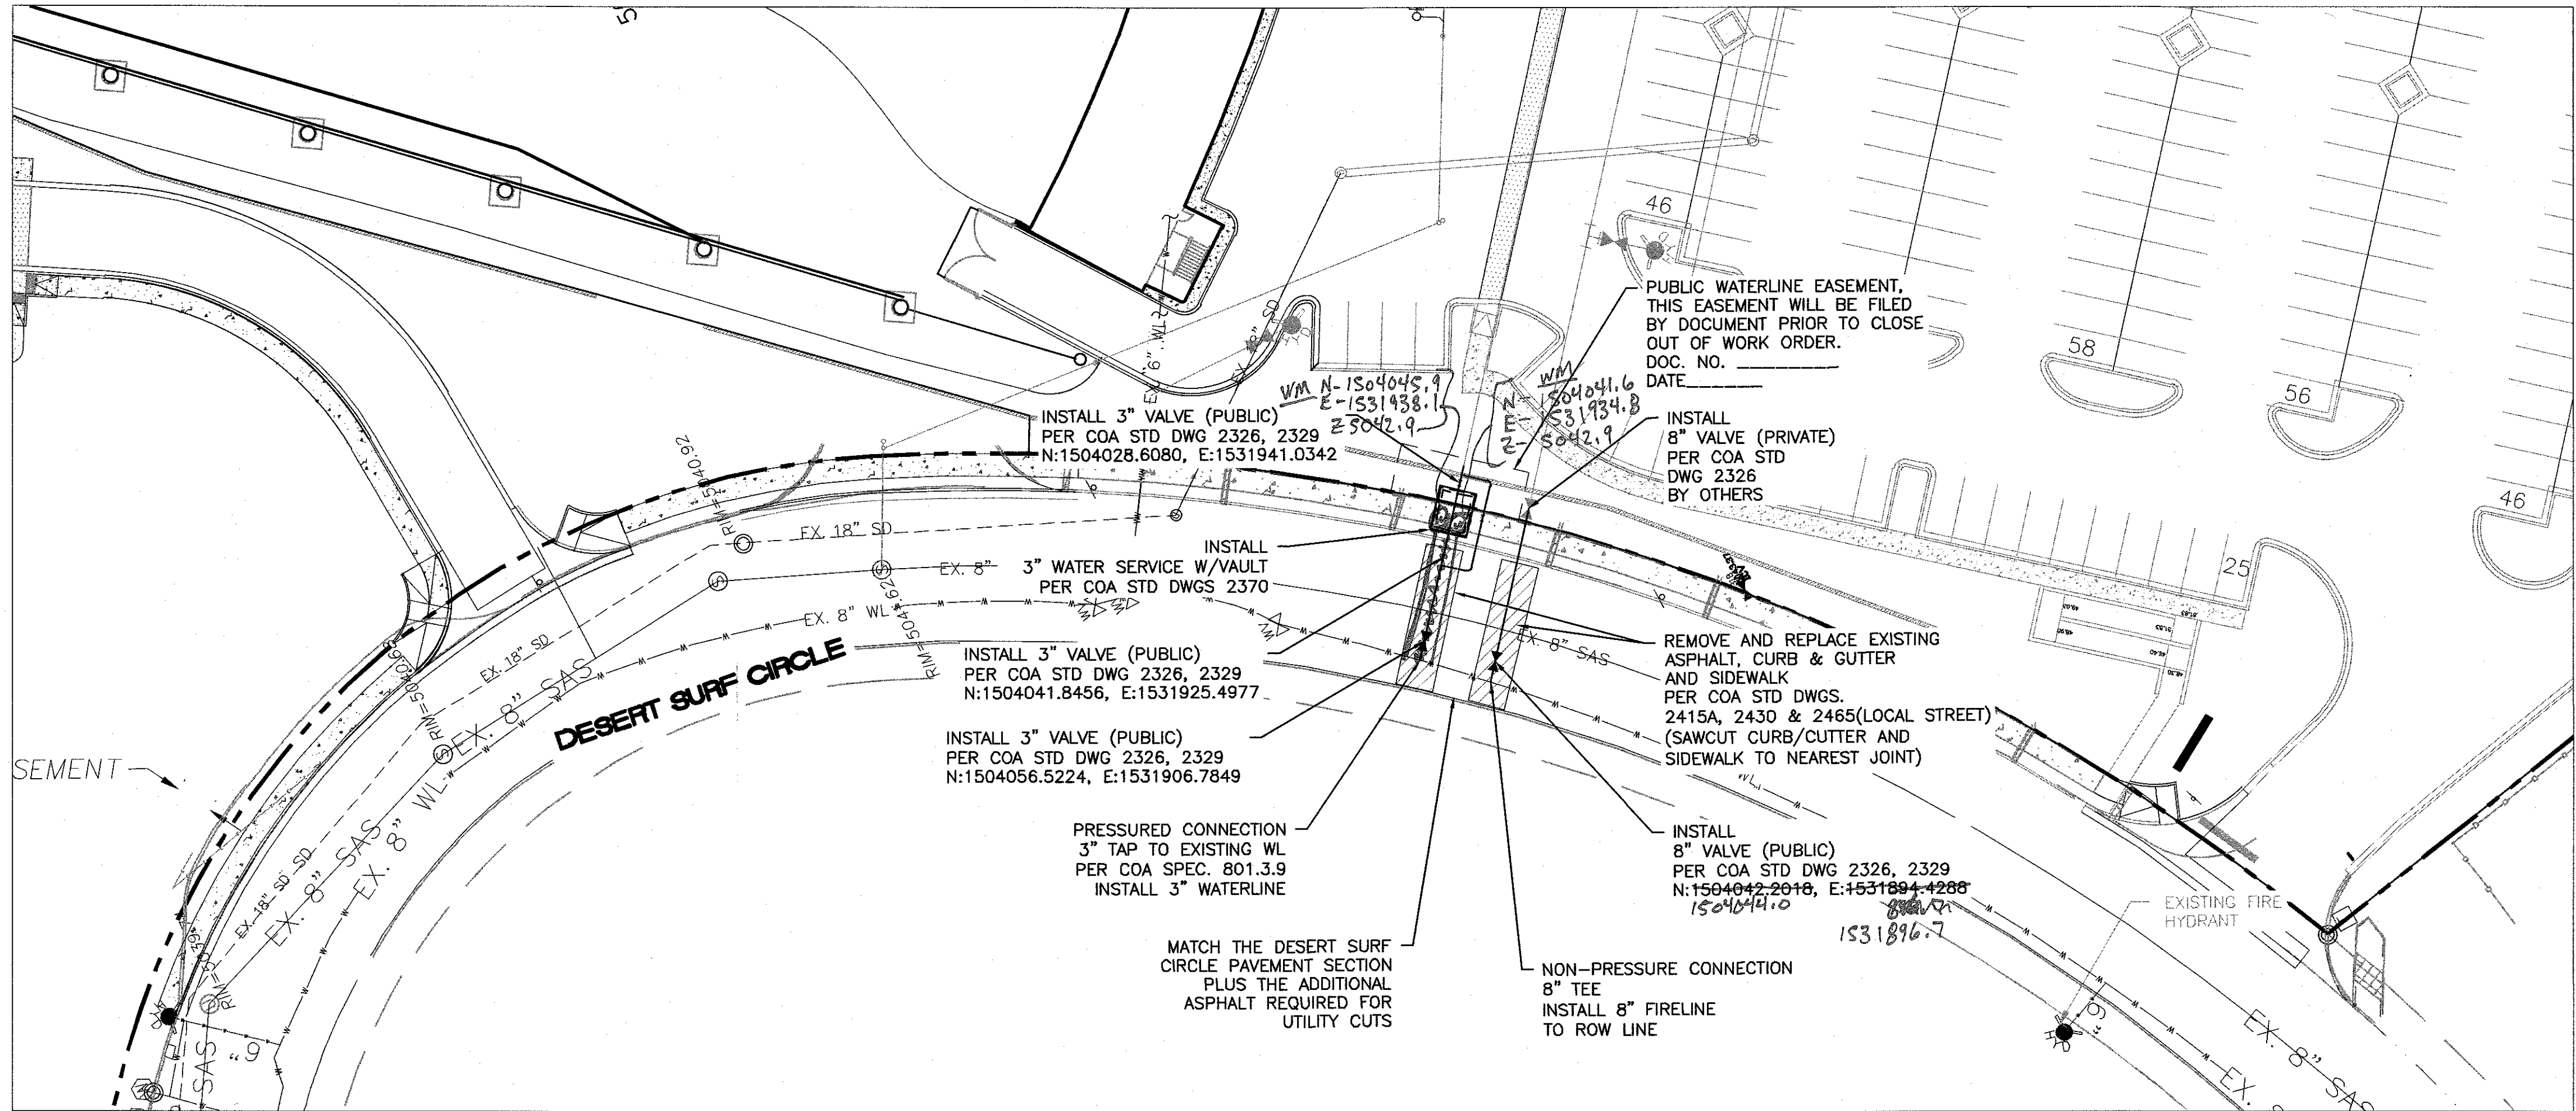 46
58
56
46
25
PUBLIC WATERLINE EASEMENT,
THIS EASEMENT WILL BE FILED
BY DOCUMENT PRIOR TO CLOSE
OUT OF WORK ORDER.
DOC. NO. _________
DATE______
WM N-1504045.9
E-1531938.1
Z 5042.9
WM
N- 1504041.6
E- 1531934.8
Z- 5042.9
INSTALL 3" VALVE (PUBLIC)
PER COA STD DWG 2326, 2329
N:1504028.6080, E:1531941.0342
INSTALL
8" VALVE (PRIVATE)
PER COA STD
DWG 2326
BY OTHERS
EX. 6" WTR
SD
HYD
RIM=5040.92
EX. 18" SD
EX. 8"
INSTALL
3" WATER SERVICE W/VAULT
PER COA STD DWGS 2370
EX. 8" WL
EX. 18" SD
EX. 8" SAS
DESERT SURF CIRCLE
INSTALL 3" VALVE (PUBLIC)
PER COA STD DWG 2326, 2329
N:1504041.8456, E:1531925.4977
EX. 8" SAS
REMOVE AND REPLACE EXISTING
ASPHALT, CURB & GUTTER
AND SIDEWALK
PER COA STD DWGS.
2415A, 2430 & 2465(LOCAL STREET)
(SAWCUT CURB/CUTTER AND
SIDEWALK TO NEAREST JOINT)
INSTALL 3" VALVE (PUBLIC)
PER COA STD DWG 2326, 2329
N:1504056.5224, E:1531906.7849
SEMENT
WL
PRESSURED CONNECTION
3" TAP TO EXISTING WL
PER COA SPEC. 801.3.9
INSTALL 3" WATERLINE
INSTALL
8" VALVE (PUBLIC)
PER COA STD DWG 2326, 2329
N:1504042.2018, E:1531894.4288
1504044.0
1531896.7
EX. 18" SD
EX. 8" SAS
EX. 8" WL
EXISTING FIRE
HYDRANT
MATCH THE DESERT SURF
CIRCLE PAVEMENT SECTION
PLUS THE ADDITIONAL
ASPHALT REQUIRED FOR
UTILITY CUTS
NON-PRESSURE CONNECTION
8" TEE
INSTALL 8" FIRELINE
TO ROW LINE
SAS
6"
6"
HYD
EX. 8" SAS
EX.